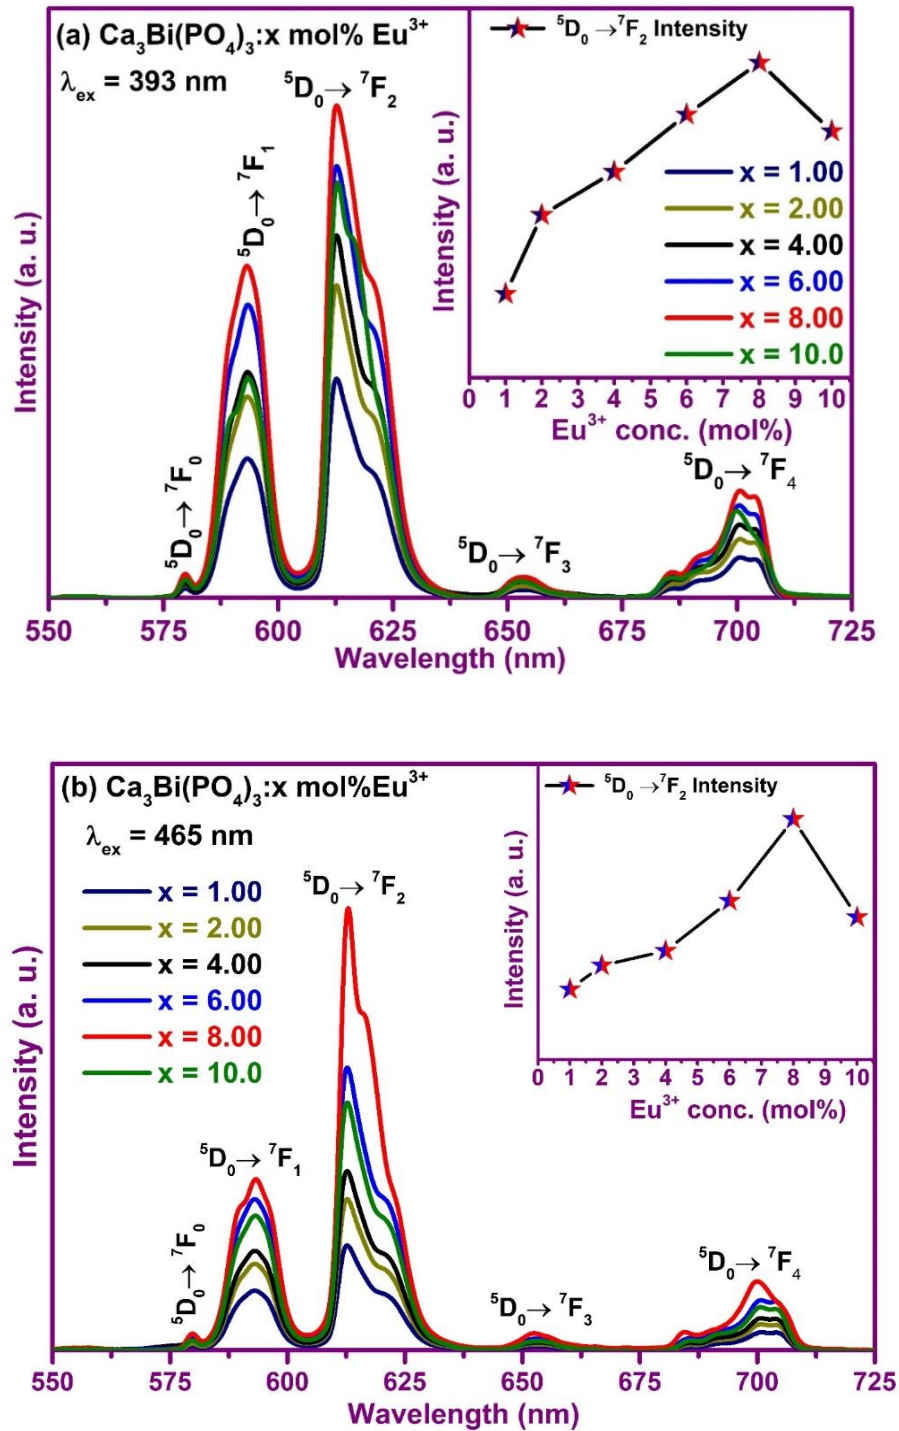 (a) Ca₃Bi(PO₄)₃:x mol% Eu³⁺
λₑₓ = 393 nm
⁵D₀→ ⁷F₀
⁵D₀→ ⁷F₁
⁵D₀→ ⁷F₂
⁵D₀→ ⁷F₃
⁵D₀→ ⁷F₄
Intensity (a. u.)
550 575 600 625 650 675 700 725
Wavelength (nm)
⁵D₀→⁷F₂ Intensity
Intensity (a. u.)
x = 1.00
x = 2.00
x = 4.00
x = 6.00
x = 8.00
x = 10.0
0 1 2 3 4 5 6 7 8 9 10
Eu³⁺ conc. (mol%)
(b) Ca₃Bi(PO₄)₃:x mol%Eu³⁺
λₑₓ = 465 nm
x = 1.00
x = 2.00
x = 4.00
x = 6.00
x = 8.00
x = 10.0
⁵D₀→ ⁷F₀
⁵D₀→ ⁷F₁
⁵D₀→ ⁷F₂
⁵D₀→ ⁷F₃
⁵D₀→ ⁷F₄
Intensity (a. u.)
550 575 600 625 650 675 700 725
Wavelength (nm)
⁵D₀→⁷F₂ Intensity
Intensity (a. u.)
0 1 2 3 4 5 6 7 8 9 10
Eu³⁺ conc. (mol%)